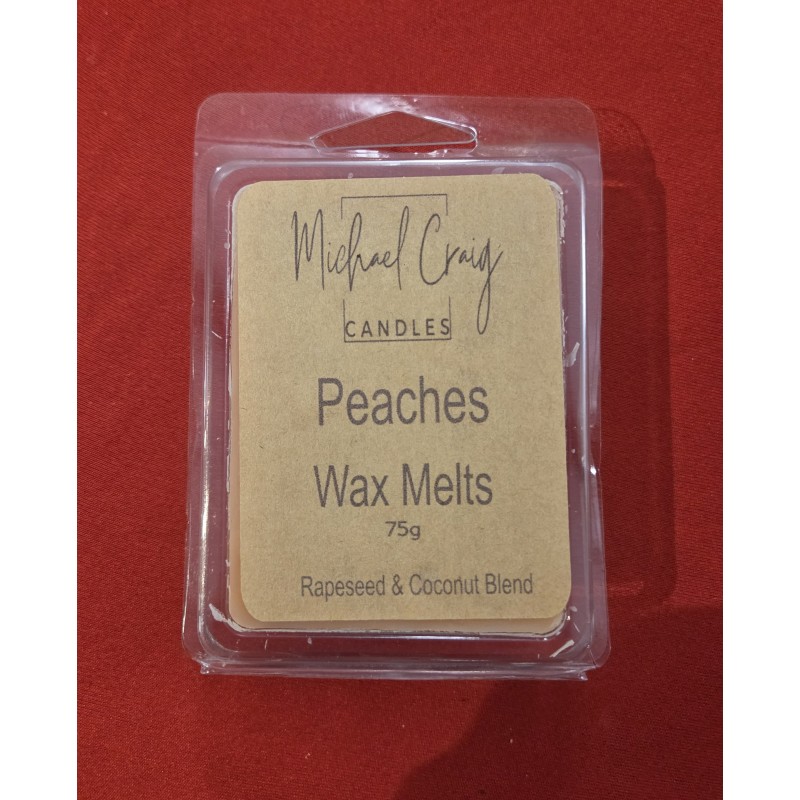 Michael Craig
CANDLES
Peaches
Wax Melts
75g
Rapeseed & Coconut Blend